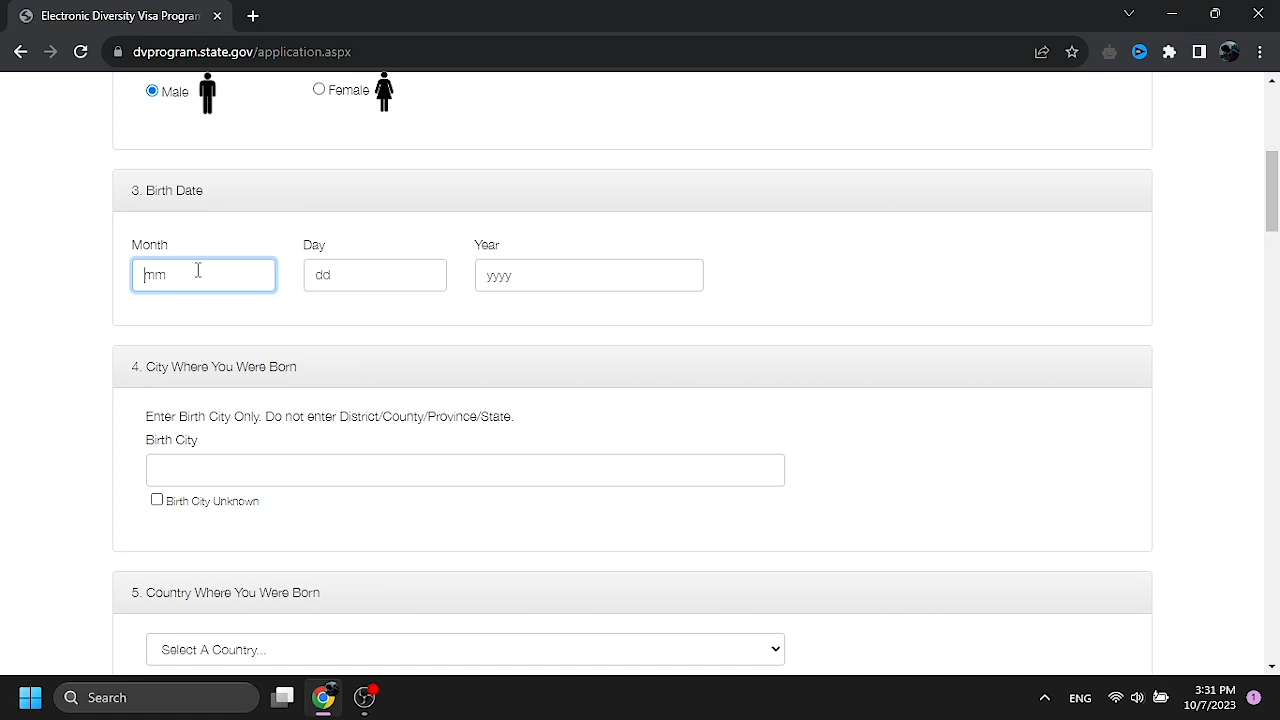 Electronic Diversity Visa Program
dvprogram.state.gov/application.aspx
Male
Female
3. Birth Date
Month
Day
Year
mm
dd
yyyy
4. City Where You Were Born
Enter Birth City Only. Do not enter District/County/Province/State.
Birth City
Birth City Unknown
5. Country Where You Were Born
Select A Country...
Search
ENG
3:31 PM
10/7/2023
1